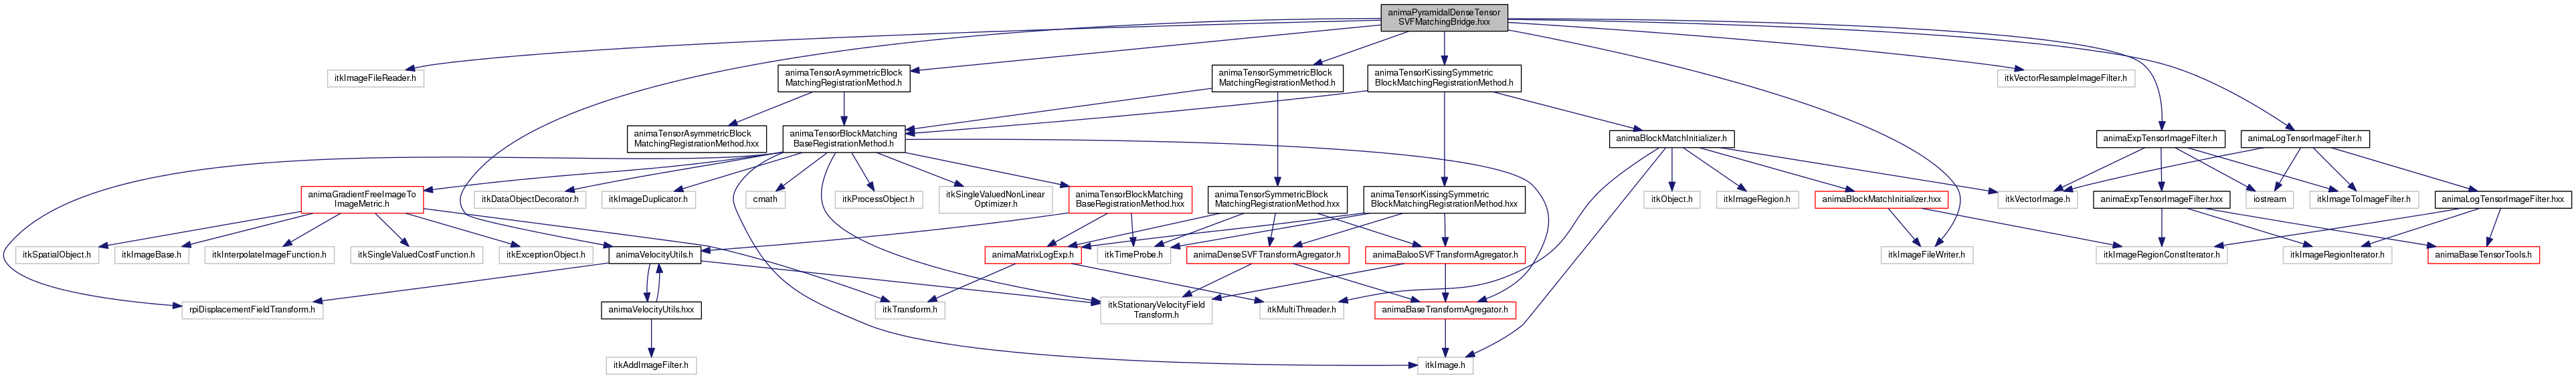 animaPyramidalDenseTensor
SVFMatchingBridge.hxx
itkImageFileReader.h
animaTensorAsymmetricBlock
MatchingRegistrationMethod.h
animaTensorSymmetricBlock
MatchingRegistrationMethod.h
animaTensorKissingSymmetric
BlockMatchingRegistrationMethod.h
itkVectorResampleImageFilter.h
animaTensorAsymmetricBlock
MatchingRegistrationMethod.hxx
animaTensorBlockMatching
BaseRegistrationMethod.h
animaBlockMatchInitializer.h
animaExpTensorImageFilter.h
animaLogTensorImageFilter.h
animaGradientFreeImageTo
ImageMetric.h
itkDataObjectDecorator.h
itkImageDuplicator.h
cmath
itkProcessObject.h
itkSingleValuedNonLinear
Optimizer.h
animaTensorBlockMatching
BaseRegistrationMethod.hxx
animaTensorSymmetricBlock
MatchingRegistrationMethod.hxx
animaTensorKissingSymmetric
BlockMatchingRegistrationMethod.hxx
itkObject.h
itkImageRegion.h
animaBlockMatchInitializer.hxx
itkVectorImage.h
animaExpTensorImageFilter.hxx
iostream
itkImageToImageFilter.h
animaLogTensorImageFilter.hxx
itkSpatialObject.h
itkImageBase.h
itkInterpolateImageFunction.h
itkSingleValuedCostFunction.h
itkExceptionObject.h
animaVelocityUtils.h
animaMatrixLogExp.h
itkTimeProbe.h
animaDenseSVFTransformAgregator.h
animaBalooSVFTransformAgregator.h
itkImageFileWriter.h
itkImageRegionConstIterator.h
itkImageRegionIterator.h
animaBaseTensorTools.h
rpiDisplacementFieldTransform.h
animaVelocityUtils.hxx
itkTransform.h
itkStationaryVelocityField
Transform.h
itkMultiThreader.h
animaBaseTransformAgregator.h
itkAddImageFilter.h
itkImage.h